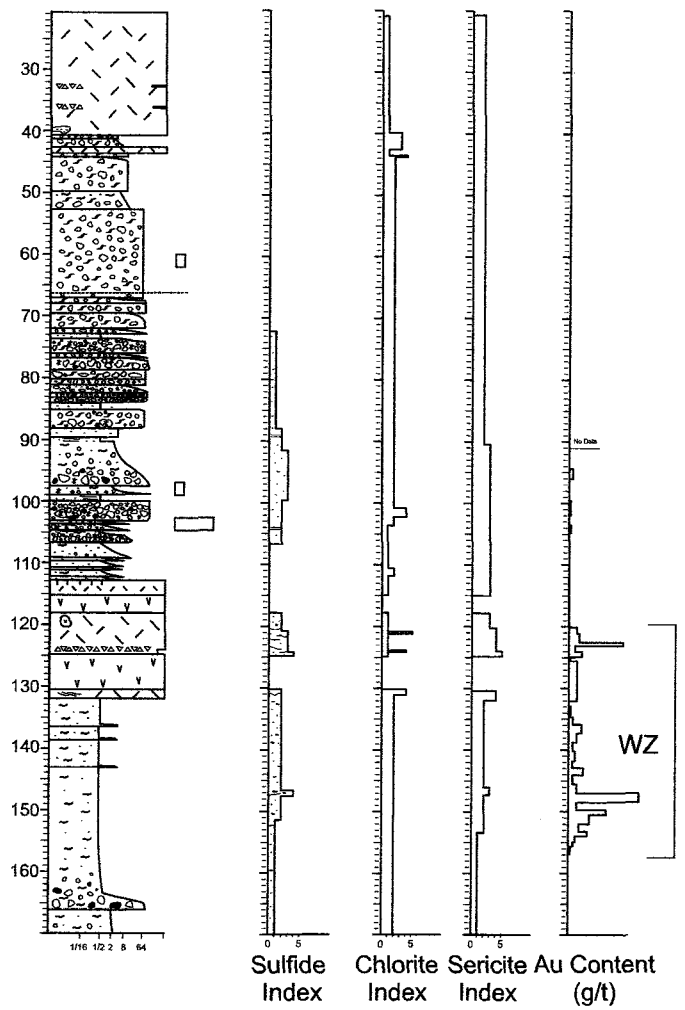 30
40
50
60
70
80
90
No Data
100
110
120
130
WZ
140
150
160
1/16 1/2 2 8 64
0 5 0 5 0 5
Sulfide Index
Chlorite Index
Sericite Index
Au Content (g/t)